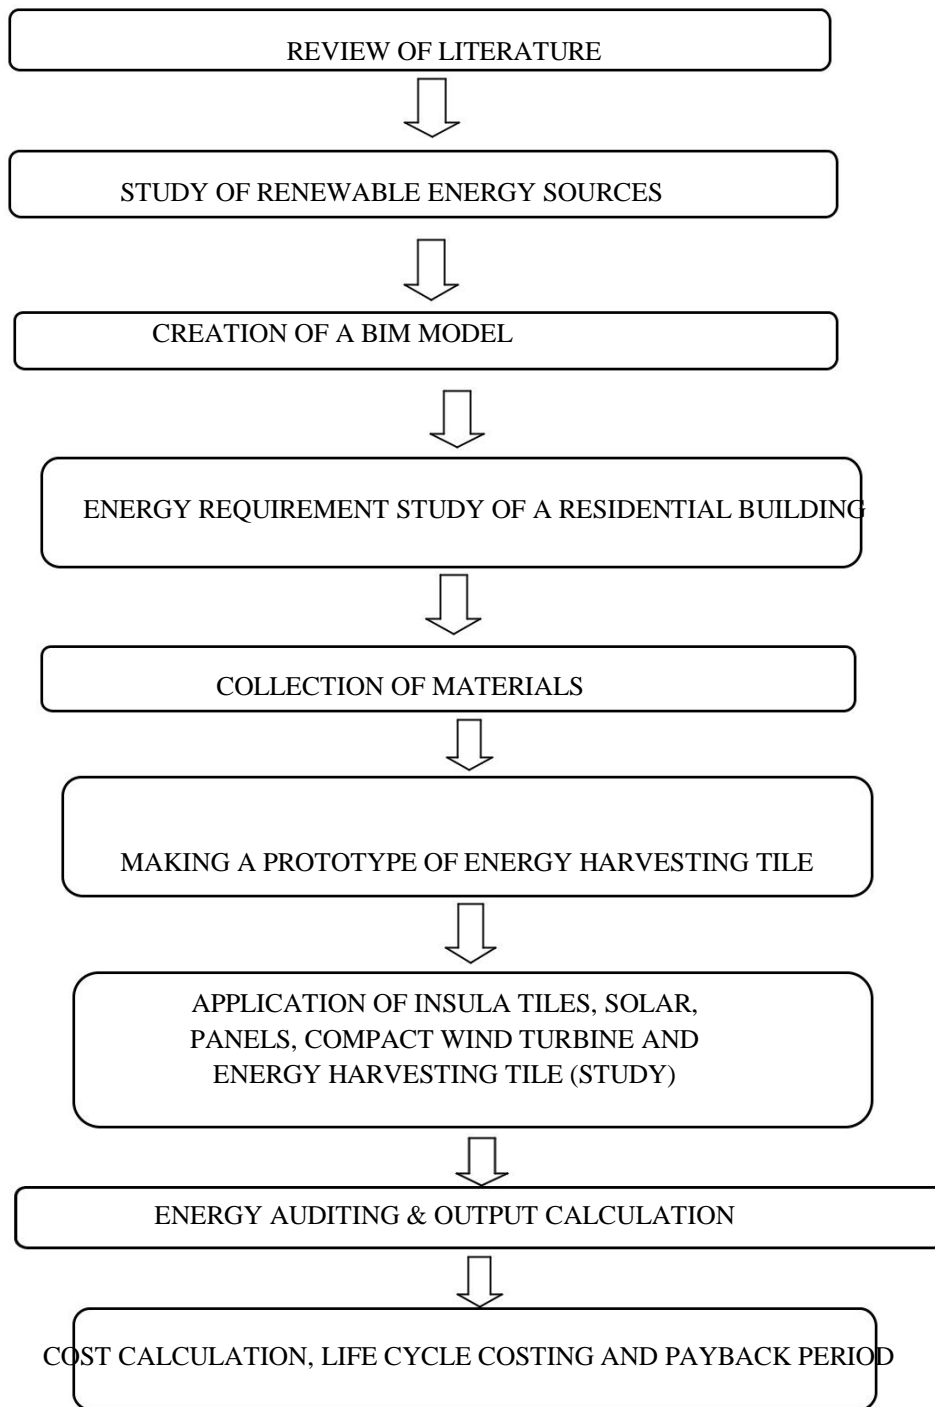 REVIEW OF LITERATURE
STUDY OF RENEWABLE ENERGY SOURCES
CREATION OF A BIM MODEL
ENERGY REQUIREMENT STUDY OF A RESIDENTIAL BUILDING
COLLECTION OF MATERIALS
MAKING A PROTOTYPE OF ENERGY HARVESTING TILE
APPLICATION OF INSULA TILES, SOLAR,
PANELS, COMPACT WIND TURBINE AND
ENERGY HARVESTING TILE (STUDY)
ENERGY AUDITING & OUTPUT CALCULATION
COST CALCULATION, LIFE CYCLE COSTING AND PAYBACK PERIOD